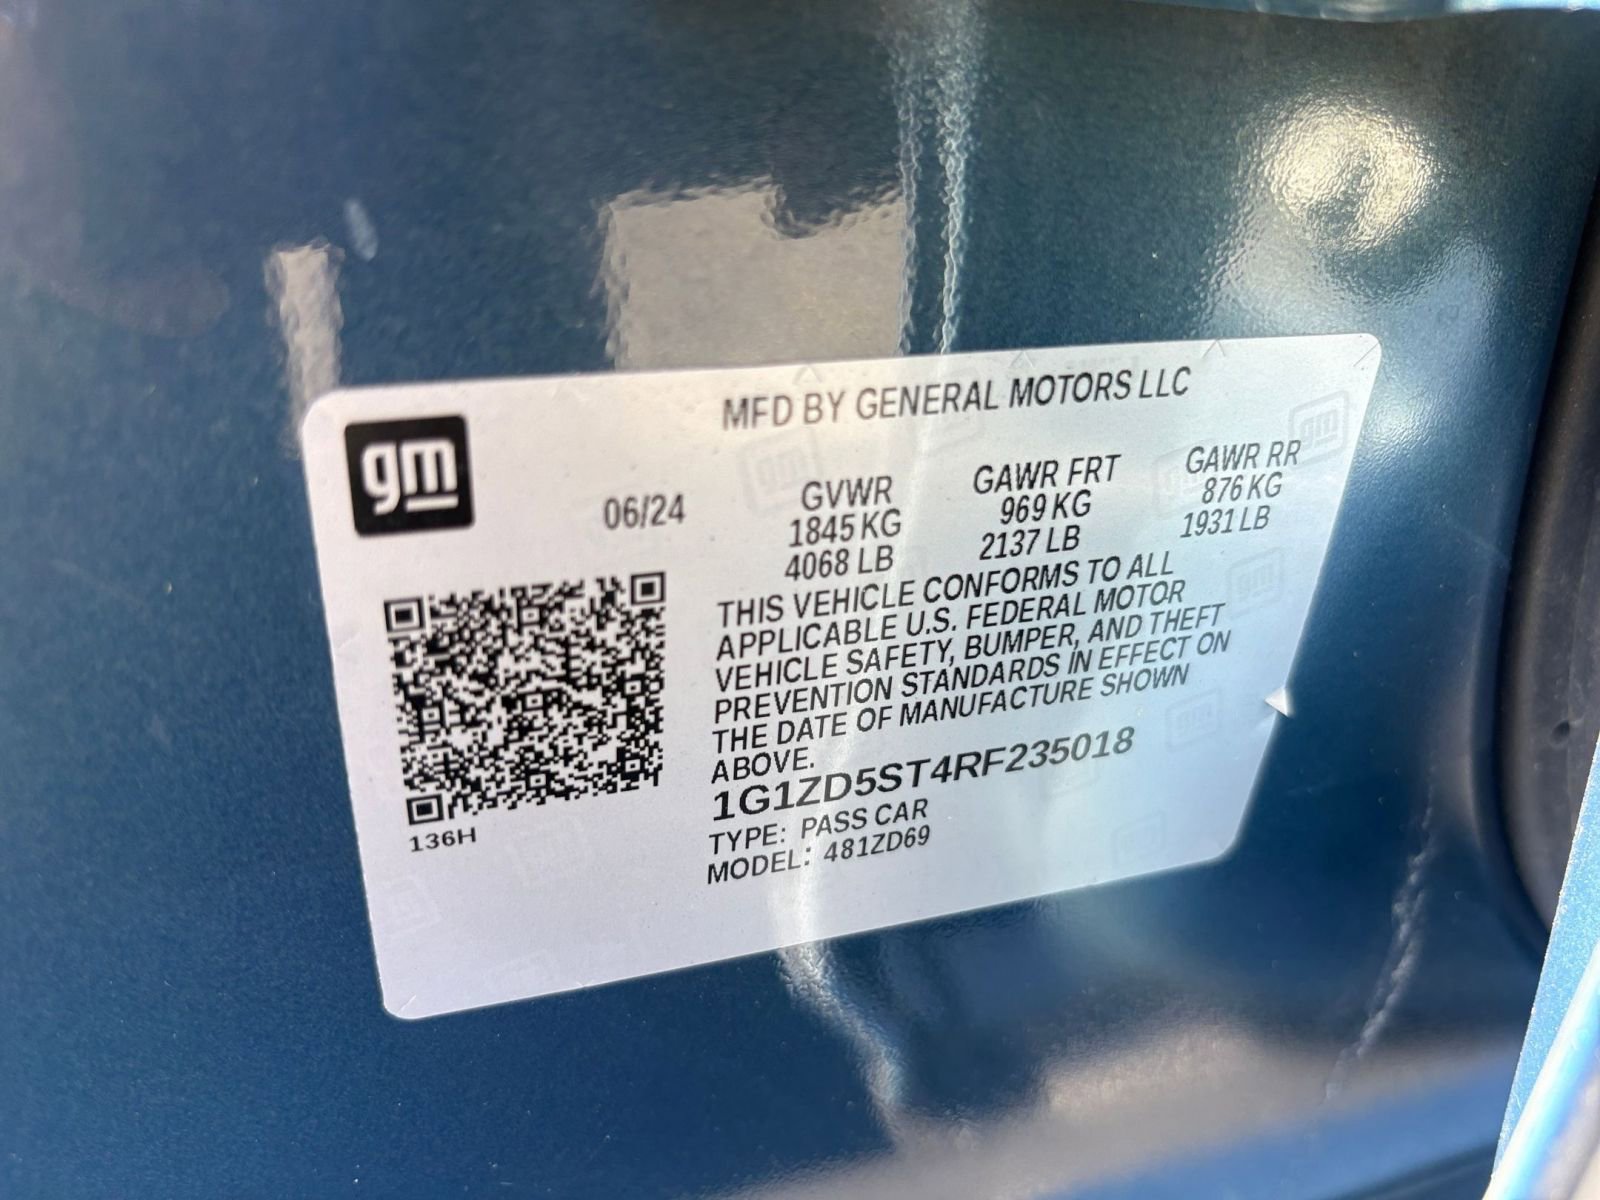 MFD BY GENERAL MOTORS LLC
gm
06/24
GVWR GAWR FRT GAWR RR
1845 KG 969 KG 876 KG
4068 LB 2137 LB 1931 LB
THIS VEHICLE CONFORMS TO ALL
APPLICABLE U.S. FEDERAL MOTOR
VEHICLE SAFETY, BUMPER, AND THEFT
PREVENTION STANDARDS IN EFFECT ON
THE DATE OF MANUFACTURE SHOWN
ABOVE.
1G1ZD5ST4RF235018
TYPE: PASS CAR
MODEL: 481ZD69
136H